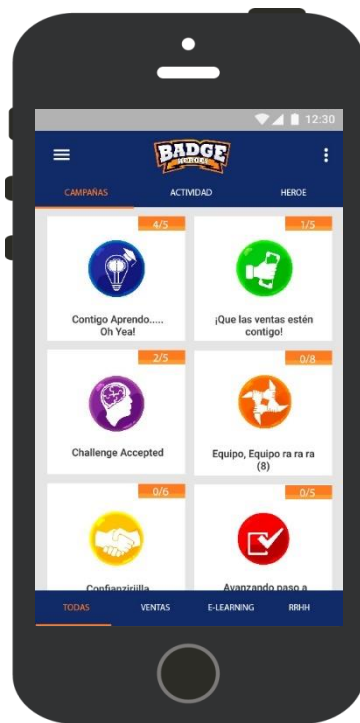 12:30
BADGE
HEROES
CAMPAÑAS ACTIVIDAD HEROE
4/5 1/5
Contigo Aprendo.....
Oh Yea!
¡Que las ventas estén
contigo!
2/5 0/8
Challenge Accepted
Equipo, Equipo ra ra ra
(8)
0/6 0/5
Confianziriilla
Avanzando paso a
TODAS VENTAS E-LEARNING RRHH